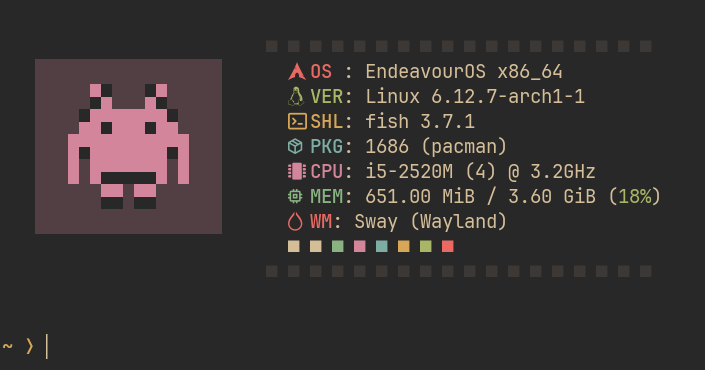 OS : EndeavourOS x86_64
VER: Linux 6.12.7-arch1-1
SHL: fish 3.7.1
PKG: 1686 (pacman)
CPU: i5-2520M (4) @ 3.2GHz
MEM: 651.00 MiB / 3.60 GiB (18%)
WM: Sway (Wayland)
~ ❯